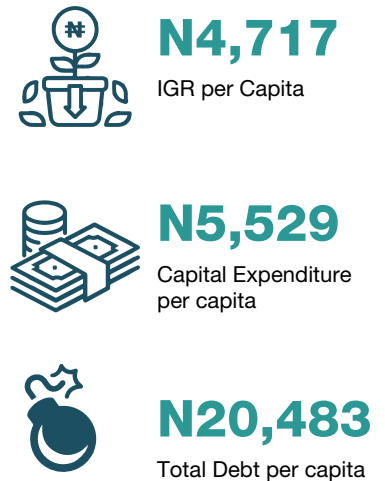 ₦
N4,717
IGR per Capita
N5,529
Capital Expenditure
per capita
N20,483
Total Debt per capita